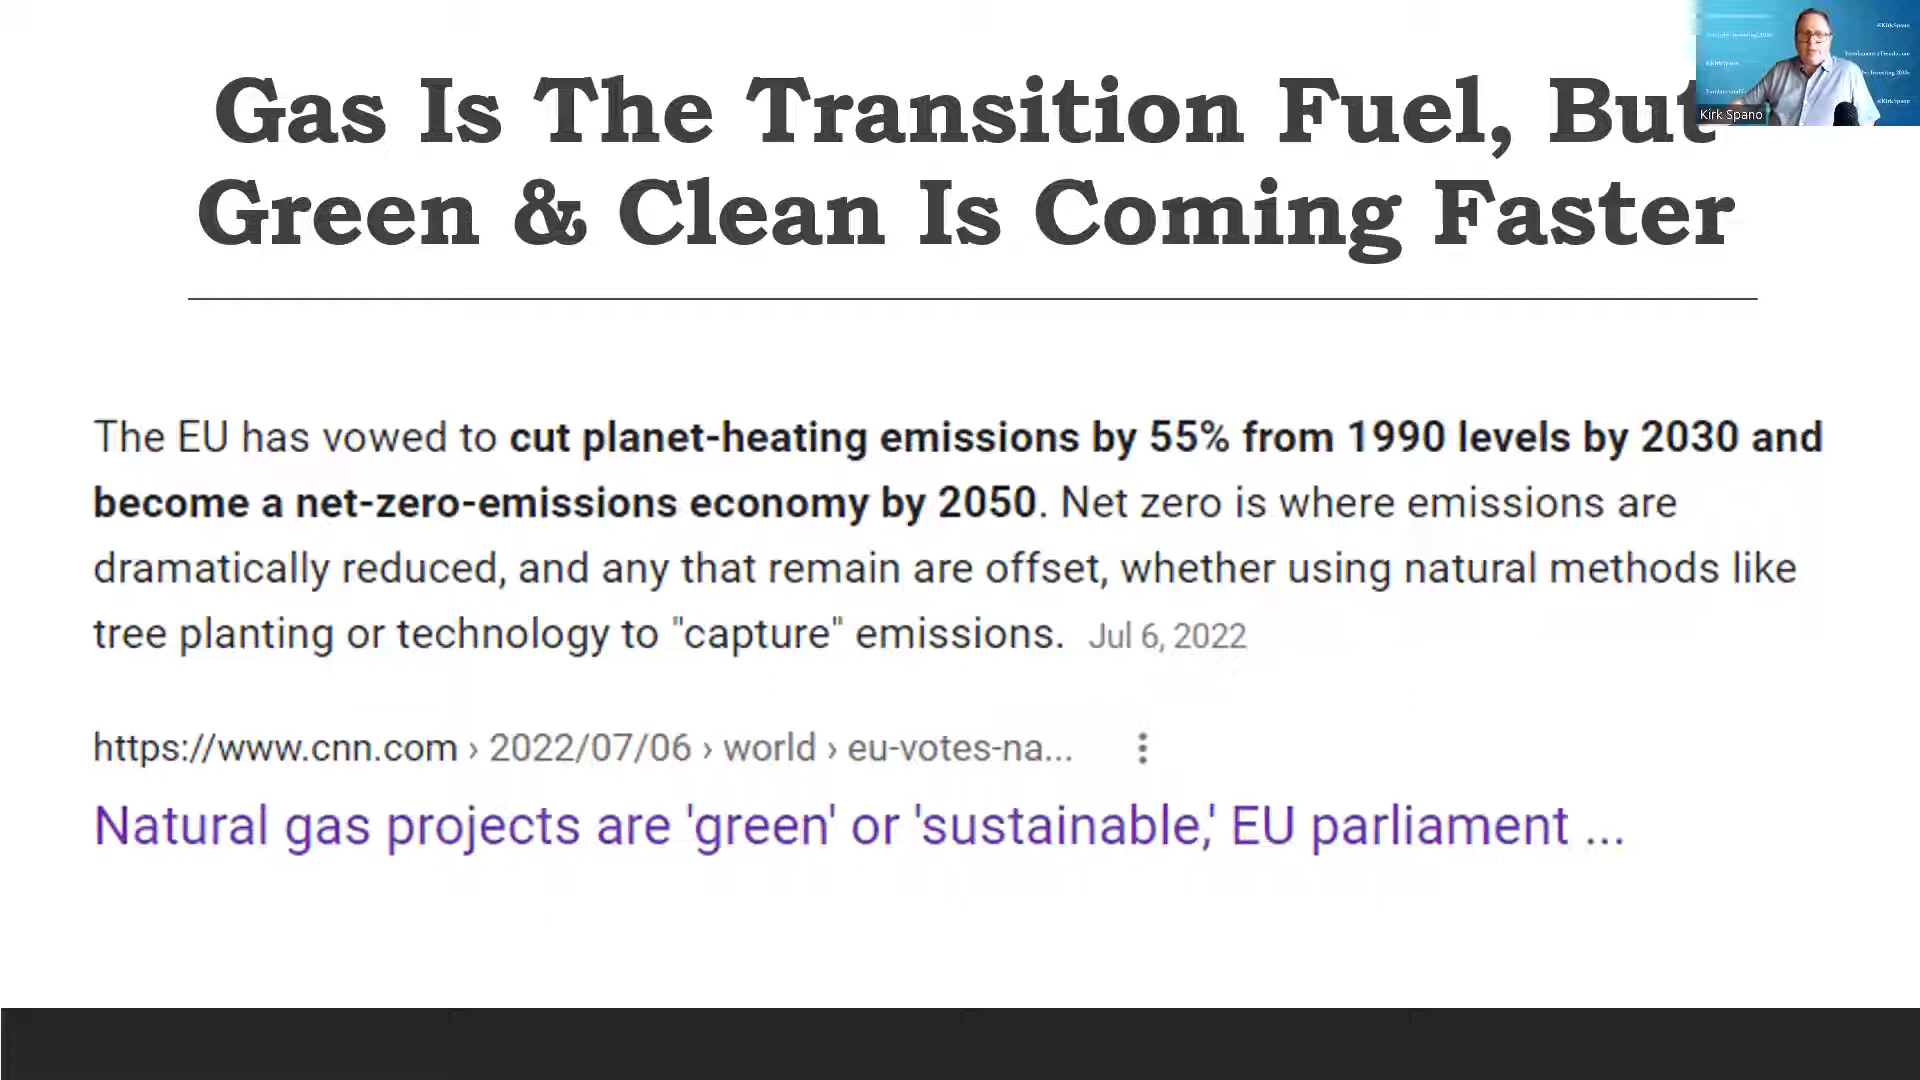 Gas Is The Transition Fuel, But
Green & Clean Is Coming Faster
@KirkSpano
@KirkSpano
@KirkSpano
Kirk Spano
The EU has vowed to cut planet-heating emissions by 55% from 1990 levels by 2030 and
become a net-zero-emissions economy by 2050. Net zero is where emissions are
dramatically reduced, and any that remain are offset, whether using natural methods like
tree planting or technology to "capture" emissions. Jul 6, 2022
https://www.cnn.com › 2022/07/06 › world › eu-votes-na...
Natural gas projects are 'green' or 'sustainable,' EU parliament ...